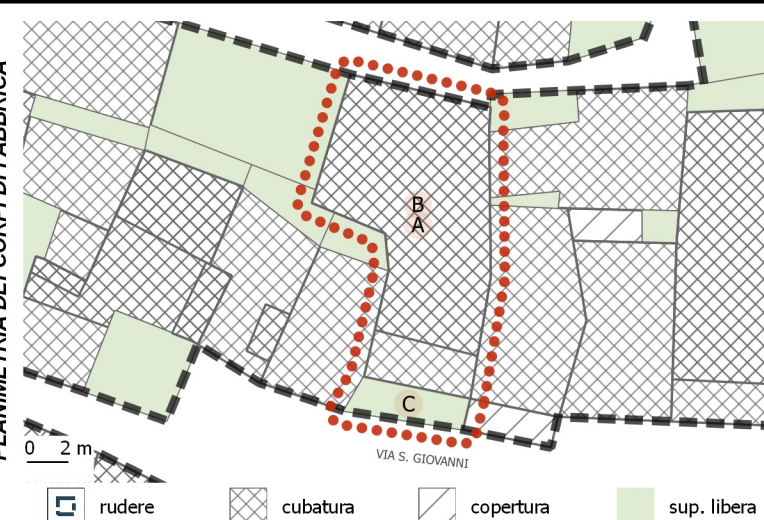 PLANIMETRIA DEI CORPI DI FABBRICA
B
A
C
0 2 m
VIA S. GIOVANNI
rudere
cubatura
copertura
sup. libera